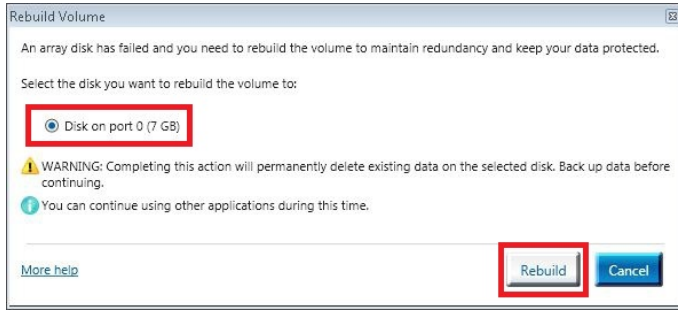 Rebuild Volume
An array disk has failed and you need to rebuild the volume to maintain redundancy and keep your data protected.
Select the disk you want to rebuild the volume to:
Disk on port 0 (7 GB)
WARNING: Completing this action will permanently delete existing data on the selected disk. Back up data before
continuing.
You can continue using other applications during this time.
More help
Rebuild
Cancel